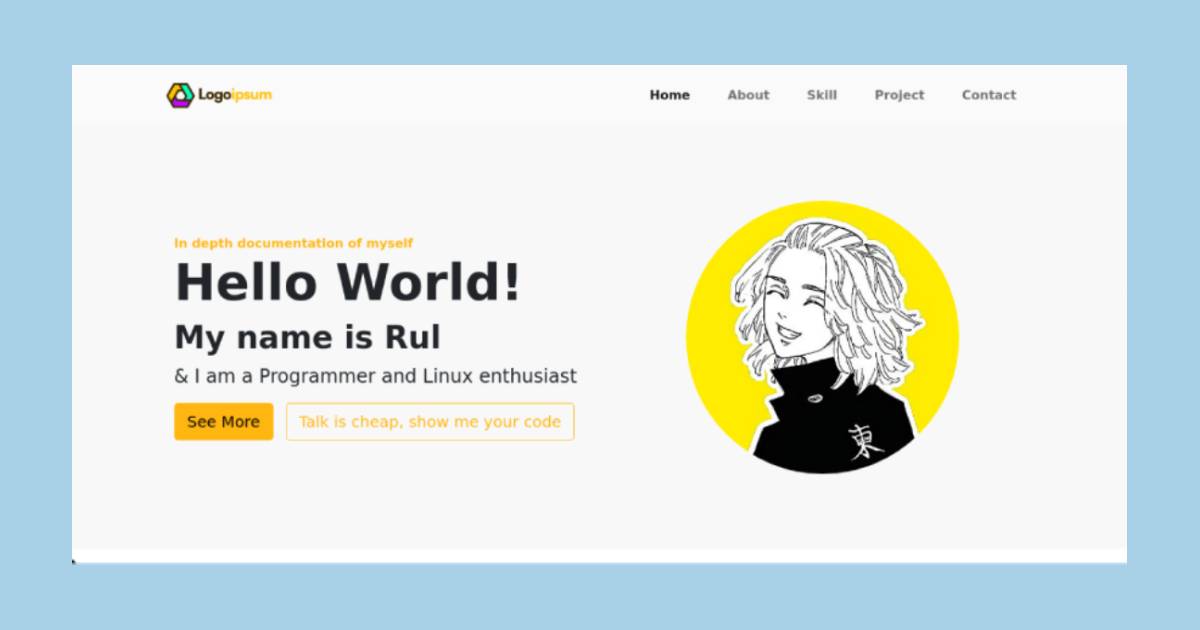 Logoipsum
Home About Skill Project Contact
In depth documentation of myself
Hello World!
My name is Rul
& I am a Programmer and Linux enthusiast
See More Talk is cheap, show me your code
東